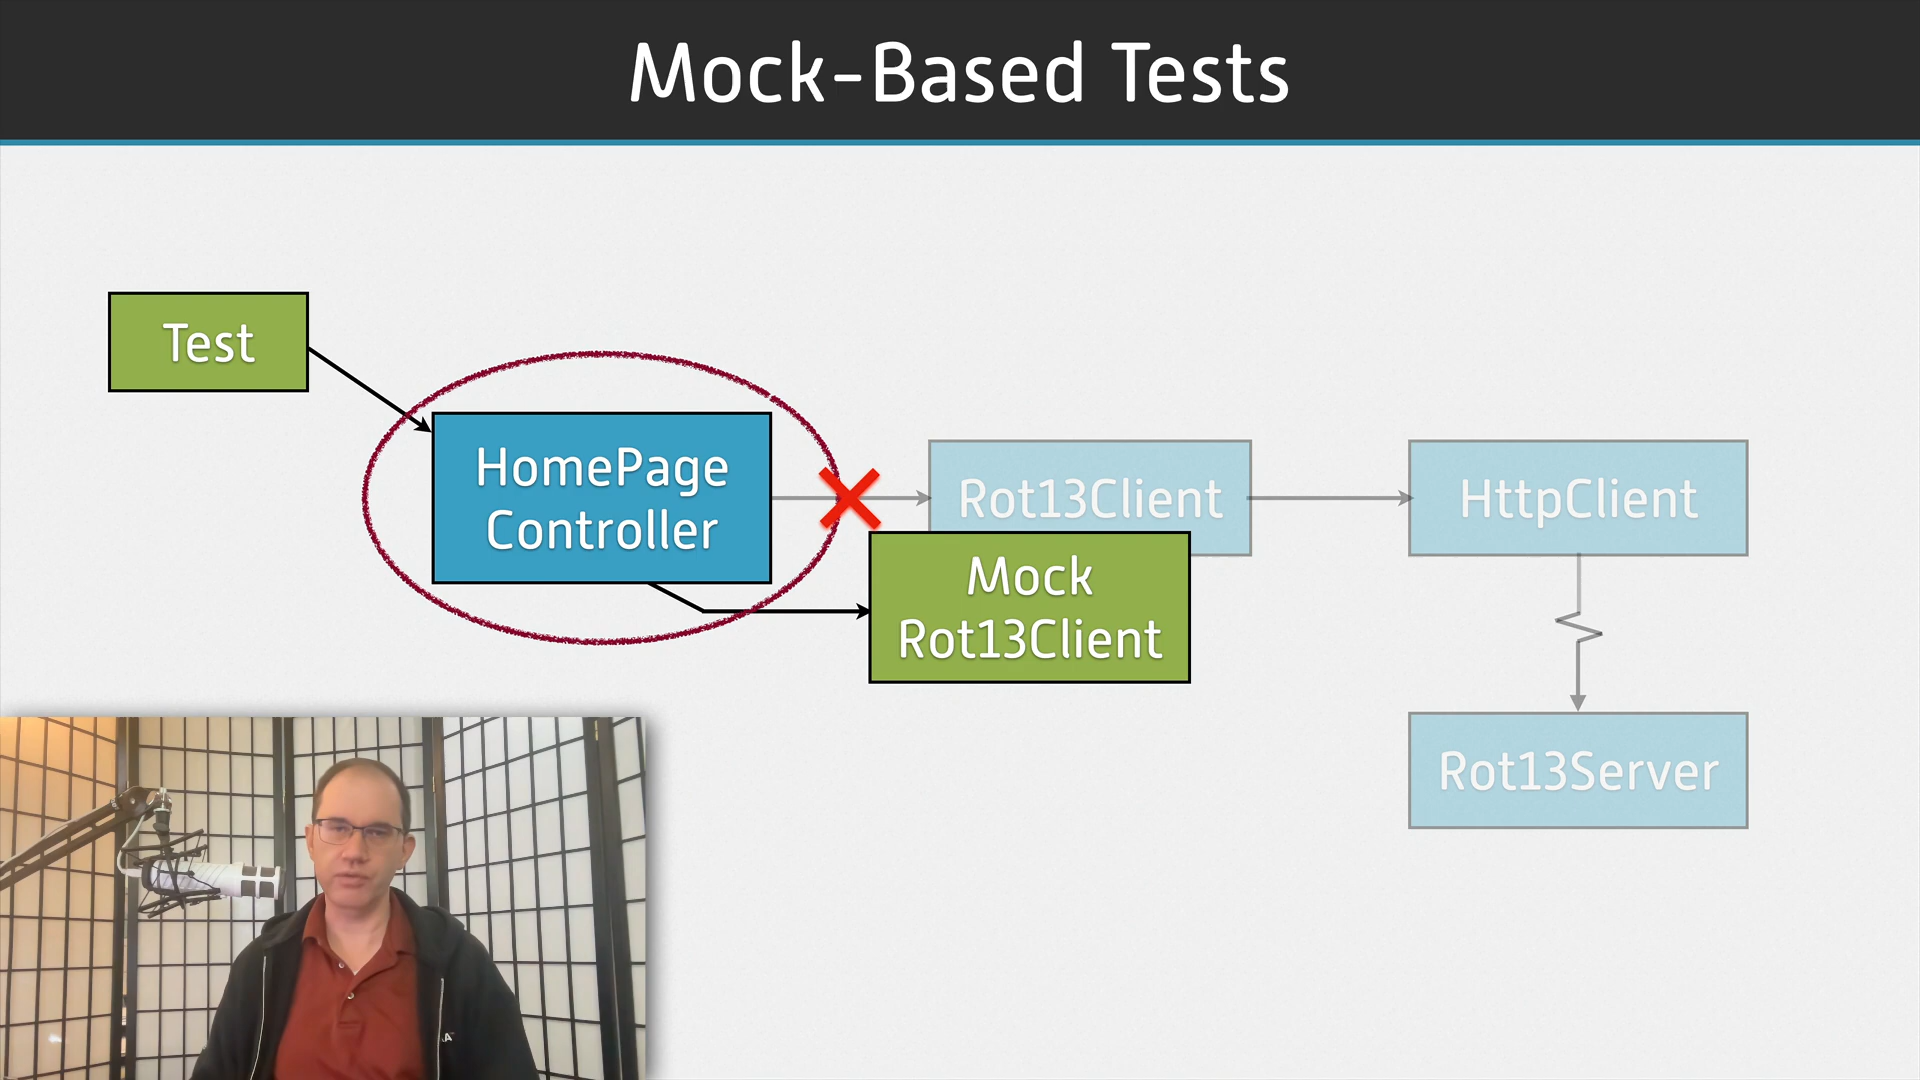 Mock-Based Tests
Test
HomePage
Controller
Rot13Client
HttpClient
Mock
Rot13Client
Rot13Server